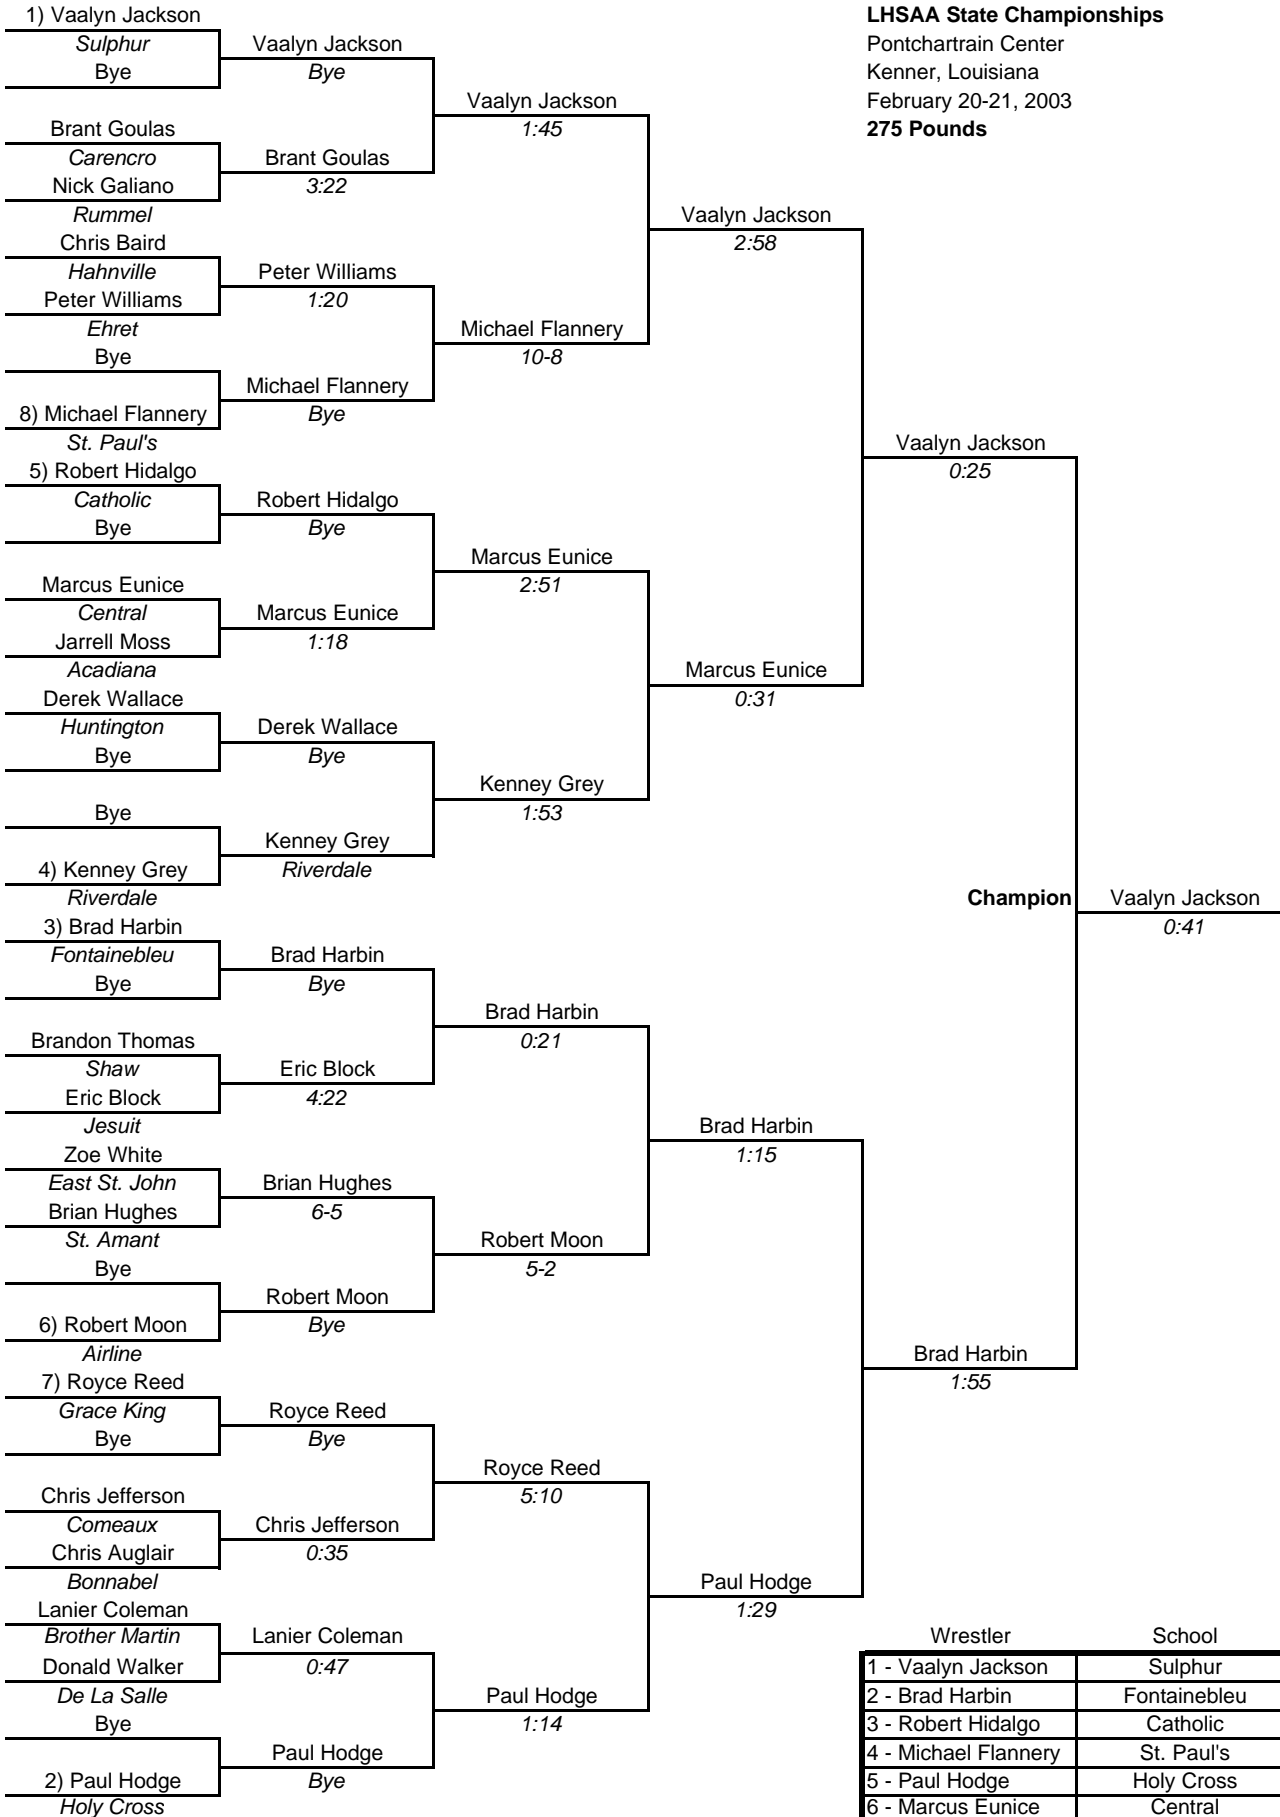 LHSAA State Championships
Pontchartrain Center
Kenner, Louisiana
February 20-21, 2003
275 Pounds
1) Vaalyn Jackson
Sulphur
Bye
Brant Goulas
Carencro
Nick Galiano
Rummel
Chris Baird
Hahnville
Peter Williams
Ehret
Bye
8) Michael Flannery
St. Paul's
5) Robert Hidalgo
Catholic
Bye
Marcus Eunice
Central
Jarrell Moss
Acadiana
Derek Wallace
Huntington
Bye
Bye
4) Kenney Grey
Riverdale
3) Brad Harbin
Fontainebleu
Bye
Brandon Thomas
Shaw
Eric Block
Jesuit
Zoe White
East St. John
Brian Hughes
St. Amant
Bye
6) Robert Moon
Airline
7) Royce Reed
Grace King
Bye
Chris Jefferson
Comeaux
Chris Auglair
Bonnabel
Lanier Coleman
Brother Martin
Donald Walker
De La Salle
Bye
2) Paul Hodge
Holy Cross
Vaalyn Jackson
Bye
Brant Goulas
3:22
Peter Williams
1:20
Michael Flannery
Bye
Robert Hidalgo
Bye
Marcus Eunice
1:18
Derek Wallace
Bye
Kenney Grey
Riverdale
Brad Harbin
Bye
Eric Block
4:22
Brian Hughes
6-5
Robert Moon
Bye
Royce Reed
Bye
Chris Jefferson
0:35
Lanier Coleman
0:47
Paul Hodge
Bye
Vaalyn Jackson
1:45
Michael Flannery
10-8
Marcus Eunice
2:51
Kenney Grey
1:53
Brad Harbin
0:21
Robert Moon
5-2
Royce Reed
5:10
Paul Hodge
1:14
Vaalyn Jackson
2:58
Marcus Eunice
0:31
Brad Harbin
1:15
Paul Hodge
1:29
Vaalyn Jackson
0:25
Brad Harbin
1:55
Champion
Vaalyn Jackson
0:41
Wrestler School
1 - Vaalyn Jackson Sulphur
2 - Brad Harbin Fontainebleu
3 - Robert Hidalgo Catholic
4 - Michael Flannery St. Paul's
5 - Paul Hodge Holy Cross
6 - Marcus Eunice Central